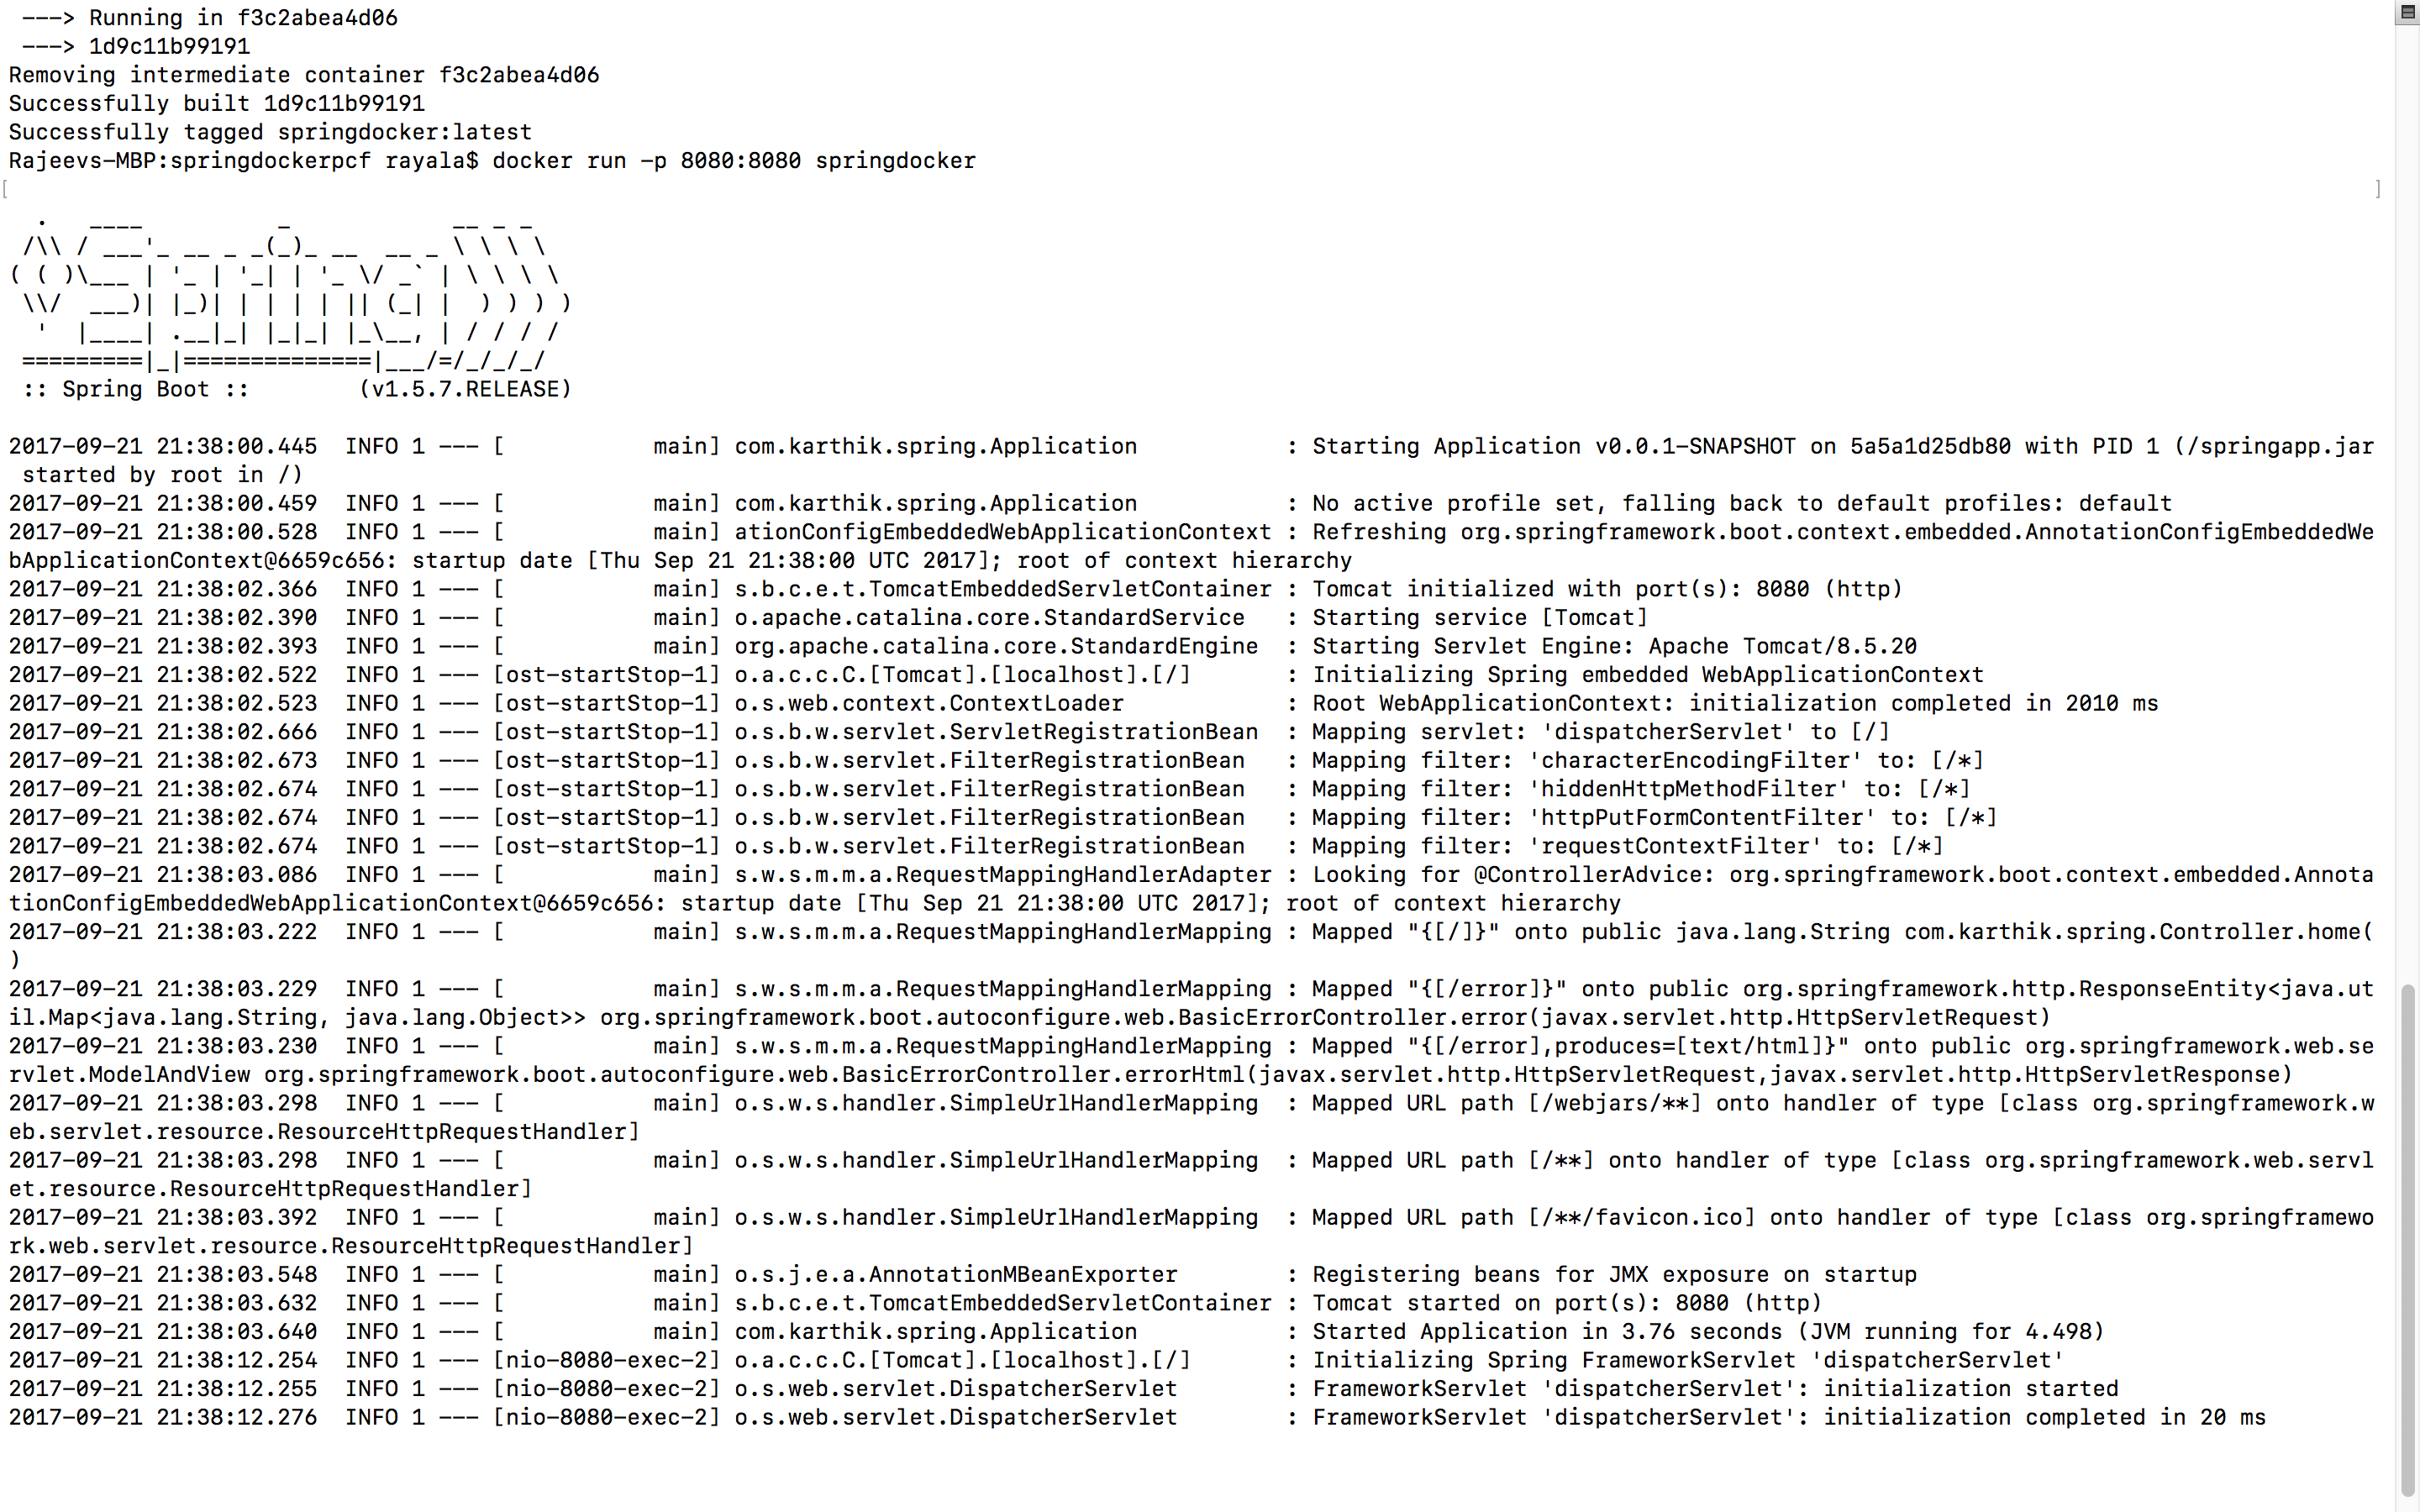 ---> Running in f3c2abea4d06
 ---> 1d9c11b99191
Removing intermediate container f3c2abea4d06
Successfully built 1d9c11b99191
Successfully tagged springdocker:latest
Rajeevs-MBP:springdockerpcf rayala$ docker run -p 8080:8080 springdocker
[ ]
  .   ____          _            __ _ _
 /\\ / ___'_ __ _ _(_)_ __  __ _ \ \ \ \
( ( )\___ | '_ | '_| | '_ \/ _` | \ \ \ \
 \\/  ___)| |_)| | | | | || (_| |  ) ) ) )
  '  |____| .__|_| |_|_| |_\__, | / / / /
 =========|_|==============|___/=/_/_/_/
 :: Spring Boot ::        (v1.5.7.RELEASE)
2017-09-21 21:38:00.445  INFO 1 --- [           main] com.karthik.spring.Application           : Starting Application v0.0.1-SNAPSHOT on 5a5a1d25db80 with PID 1 (/springapp.jar
 started by root in /)
2017-09-21 21:38:00.459  INFO 1 --- [           main] com.karthik.spring.Application           : No active profile set, falling back to default profiles: default
2017-09-21 21:38:00.528  INFO 1 --- [           main] ationConfigEmbeddedWebApplicationContext : Refreshing org.springframework.boot.context.embedded.AnnotationConfigEmbeddedWe
bApplicationContext@6659c656: startup date [Thu Sep 21 21:38:00 UTC 2017]; root of context hierarchy
2017-09-21 21:38:02.366  INFO 1 --- [           main] s.b.c.e.t.TomcatEmbeddedServletContainer : Tomcat initialized with port(s): 8080 (http)
2017-09-21 21:38:02.390  INFO 1 --- [           main] o.apache.catalina.core.StandardService   : Starting service [Tomcat]
2017-09-21 21:38:02.393  INFO 1 --- [           main] org.apache.catalina.core.StandardEngine  : Starting Servlet Engine: Apache Tomcat/8.5.20
2017-09-21 21:38:02.522  INFO 1 --- [ost-startStop-1] o.a.c.c.C.[Tomcat].[localhost].[/]       : Initializing Spring embedded WebApplicationContext
2017-09-21 21:38:02.523  INFO 1 --- [ost-startStop-1] o.s.web.context.ContextLoader            : Root WebApplicationContext: initialization completed in 2010 ms
2017-09-21 21:38:02.666  INFO 1 --- [ost-startStop-1] o.s.b.w.servlet.ServletRegistrationBean  : Mapping servlet: 'dispatcherServlet' to [/]
2017-09-21 21:38:02.673  INFO 1 --- [ost-startStop-1] o.s.b.w.servlet.FilterRegistrationBean   : Mapping filter: 'characterEncodingFilter' to: [/*]
2017-09-21 21:38:02.674  INFO 1 --- [ost-startStop-1] o.s.b.w.servlet.FilterRegistrationBean   : Mapping filter: 'hiddenHttpMethodFilter' to: [/*]
2017-09-21 21:38:02.674  INFO 1 --- [ost-startStop-1] o.s.b.w.servlet.FilterRegistrationBean   : Mapping filter: 'httpPutFormContentFilter' to: [/*]
2017-09-21 21:38:02.674  INFO 1 --- [ost-startStop-1] o.s.b.w.servlet.FilterRegistrationBean   : Mapping filter: 'requestContextFilter' to: [/*]
2017-09-21 21:38:03.086  INFO 1 --- [           main] s.w.s.m.m.a.RequestMappingHandlerAdapter : Looking for @ControllerAdvice: org.springframework.boot.context.embedded.Annota
tionConfigEmbeddedWebApplicationContext@6659c656: startup date [Thu Sep 21 21:38:00 UTC 2017]; root of context hierarchy
2017-09-21 21:38:03.222  INFO 1 --- [           main] s.w.s.m.m.a.RequestMappingHandlerMapping : Mapped "{[/]}" onto public java.lang.String com.karthik.spring.Controller.home(
)
2017-09-21 21:38:03.229  INFO 1 --- [           main] s.w.s.m.m.a.RequestMappingHandlerMapping : Mapped "{[/error]}" onto public org.springframework.http.ResponseEntity<java.ut
il.Map<java.lang.String, java.lang.Object>> org.springframework.boot.autoconfigure.web.BasicErrorController.error(javax.servlet.http.HttpServletRequest)
2017-09-21 21:38:03.230  INFO 1 --- [           main] s.w.s.m.m.a.RequestMappingHandlerMapping : Mapped "{[/error],produces=[text/html]}" onto public org.springframework.web.se
rvlet.ModelAndView org.springframework.boot.autoconfigure.web.BasicErrorController.errorHtml(javax.servlet.http.HttpServletRequest,javax.servlet.http.HttpServletResponse)
2017-09-21 21:38:03.298  INFO 1 --- [           main] o.s.w.s.handler.SimpleUrlHandlerMapping  : Mapped URL path [/webjars/**] onto handler of type [class org.springframework.w
eb.servlet.resource.ResourceHttpRequestHandler]
2017-09-21 21:38:03.298  INFO 1 --- [           main] o.s.w.s.handler.SimpleUrlHandlerMapping  : Mapped URL path [/**] onto handler of type [class org.springframework.web.servl
et.resource.ResourceHttpRequestHandler]
2017-09-21 21:38:03.392  INFO 1 --- [           main] o.s.w.s.handler.SimpleUrlHandlerMapping  : Mapped URL path [/**/favicon.ico] onto handler of type [class org.springframewo
rk.web.servlet.resource.ResourceHttpRequestHandler]
2017-09-21 21:38:03.548  INFO 1 --- [           main] o.s.j.e.a.AnnotationMBeanExporter        : Registering beans for JMX exposure on startup
2017-09-21 21:38:03.632  INFO 1 --- [           main] s.b.c.e.t.TomcatEmbeddedServletContainer : Tomcat started on port(s): 8080 (http)
2017-09-21 21:38:03.640  INFO 1 --- [           main] com.karthik.spring.Application           : Started Application in 3.76 seconds (JVM running for 4.498)
2017-09-21 21:38:12.254  INFO 1 --- [nio-8080-exec-2] o.a.c.c.C.[Tomcat].[localhost].[/]       : Initializing Spring FrameworkServlet 'dispatcherServlet'
2017-09-21 21:38:12.255  INFO 1 --- [nio-8080-exec-2] o.s.web.servlet.DispatcherServlet        : FrameworkServlet 'dispatcherServlet': initialization started
2017-09-21 21:38:12.276  INFO 1 --- [nio-8080-exec-2] o.s.web.servlet.DispatcherServlet        : FrameworkServlet 'dispatcherServlet': initialization completed in 20 ms